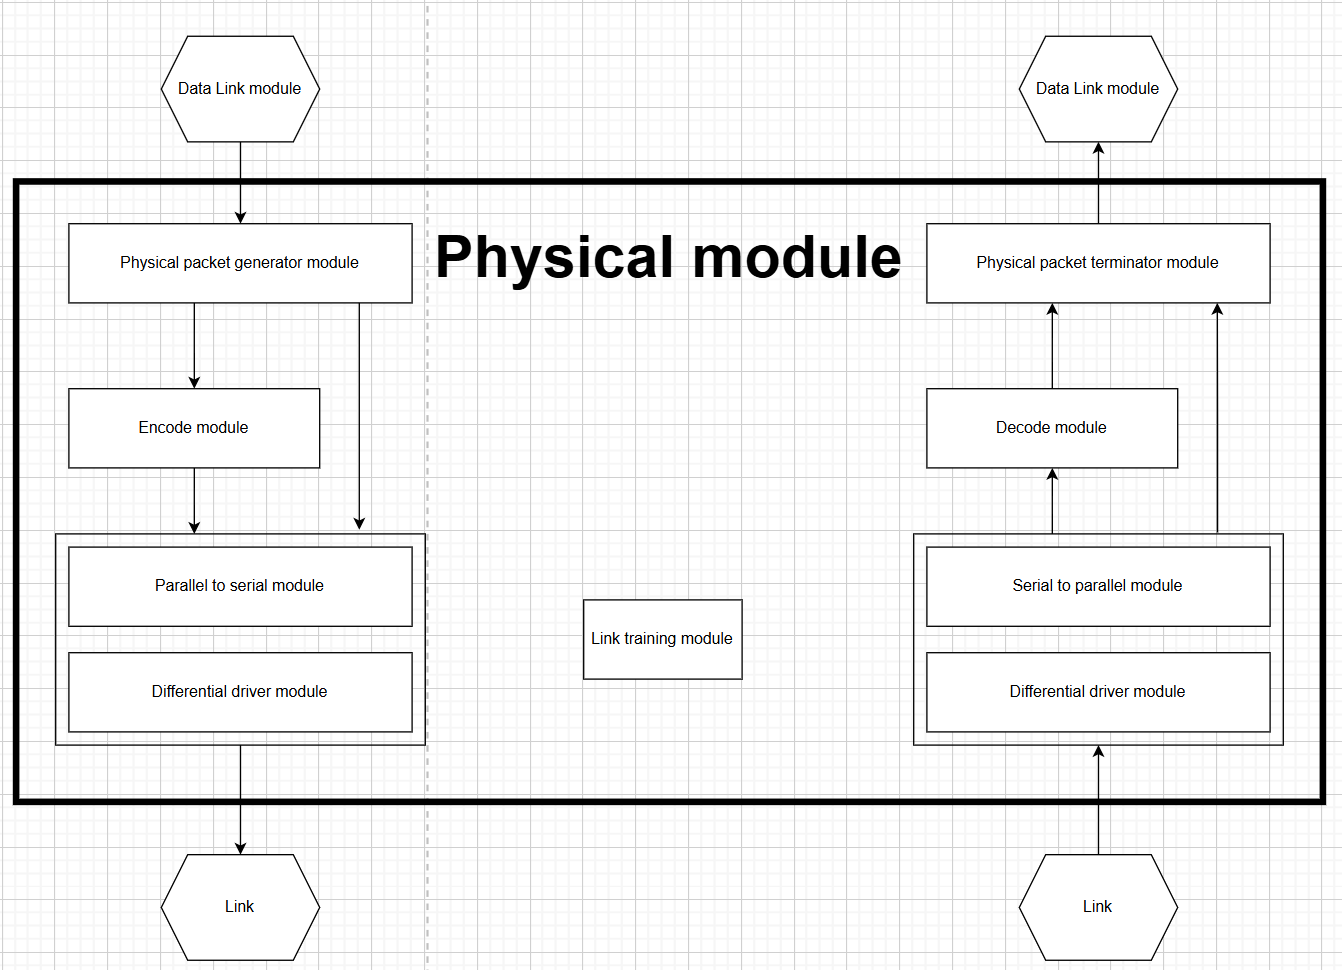 Data Link module
Data Link module
Physical packet generator module
Physical module
Physical packet terminator module
Encode module
Decode module
Parallel to serial module
Serial to parallel module
Link training module
Differential driver module
Differential driver module
Link
Link